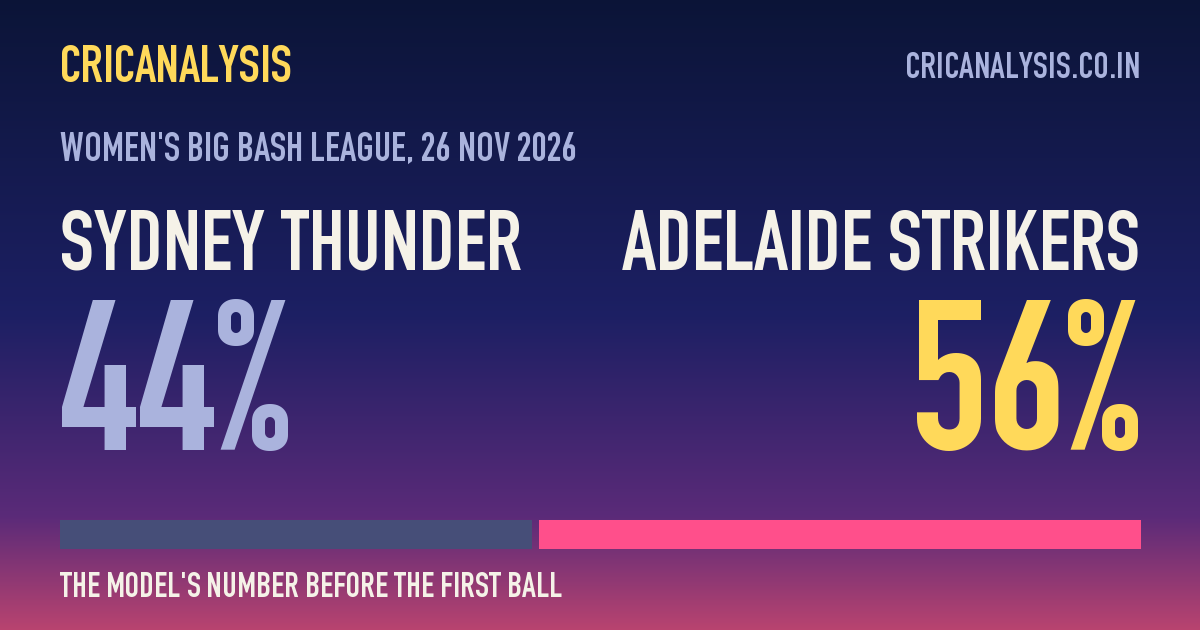 CRICANALYSIS
CRICANALYSIS.CO.IN
WOMEN'S BIG BASH LEAGUE, 26 NOV 2026
SYDNEY THUNDER
ADELAIDE STRIKERS
44%
56%
THE MODEL'S NUMBER BEFORE THE FIRST BALL